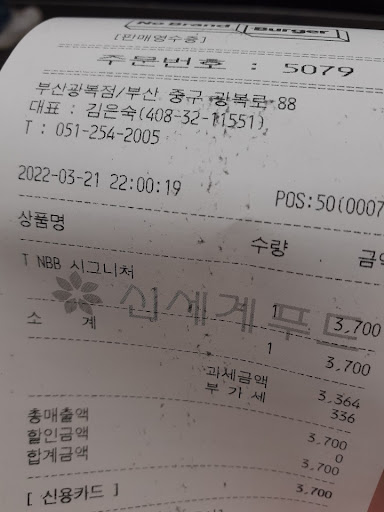 No Brand Burger
[판매영수증]
주문번호 : 5079
부산광복점/부산 중구 광복로 88
대표 : 김은숙(408-32-11551)
T : 051-254-2005
2022-03-21 22:00:19 POS:50(0007
상품명 수량 금액
T NBB 시그니처
1 3,700
신세계푸드
소 계 1 3,700
과세금액 3,364
부 가 세 336
총매출액 3,700
할인금액 0
합계금액 3,700
[ 신용카드 ] 3,700